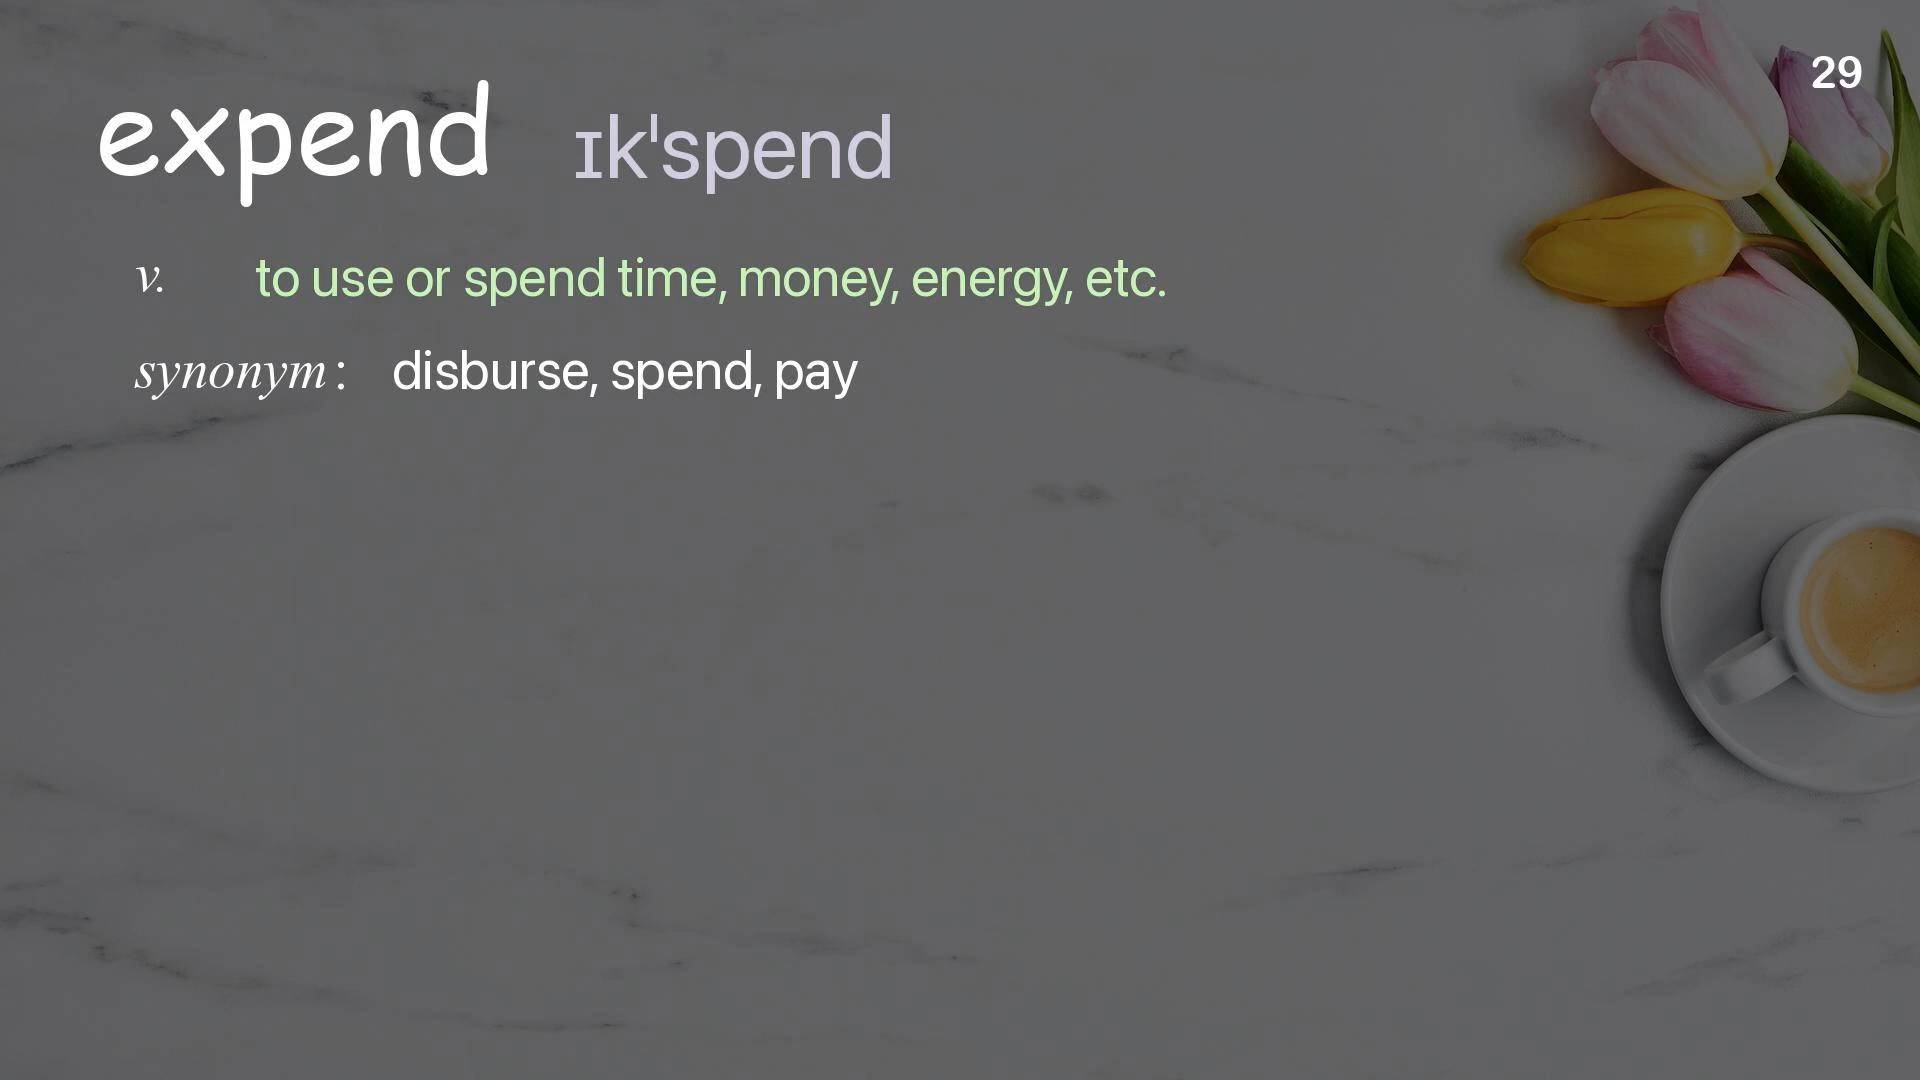 29
expend ɪkˈspend
v. to use or spend time, money, energy, etc.
synonym : disburse, spend, pay